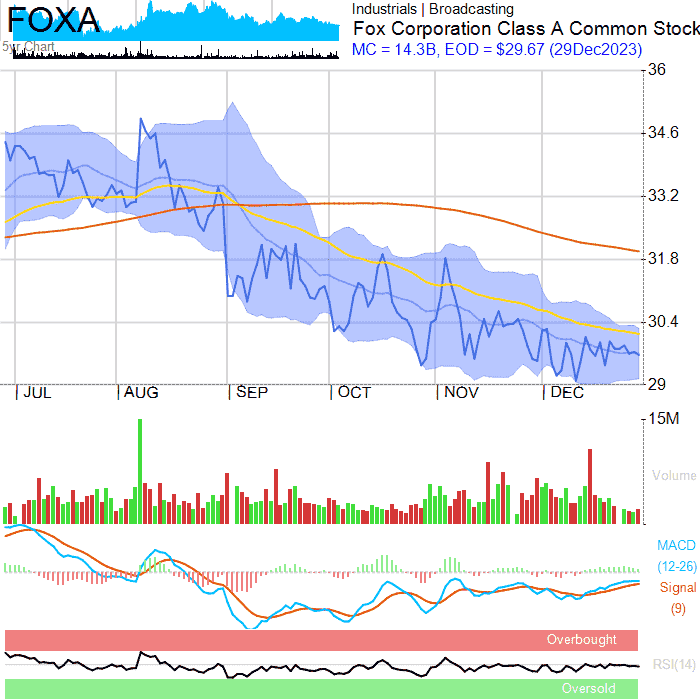 FOXA
5yr Chart
Industrials | Broadcasting
Fox Corporation Class A Common Stock
MC = 14.3B, EOD = $29.67 (29Dec2023)
36
34.6
33.2
31.8
30.4
29
JUL AUG SEP OCT NOV DEC
15M
Volume
MACD
(12-26)
Signal
(9)
Overbought
RSI(14)
Oversold